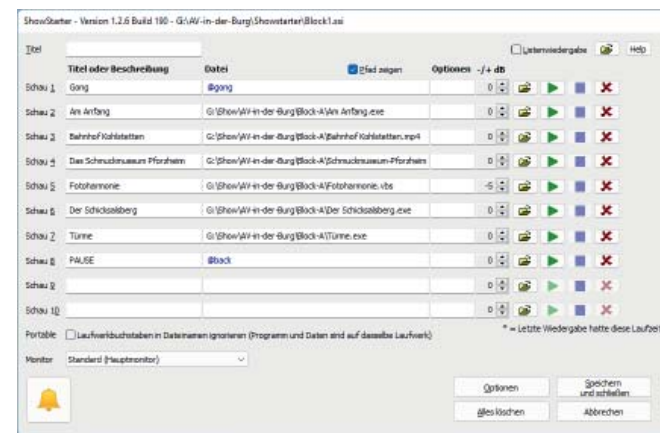 ShowStarter - Version 1.2.6 Build 190 - G:\AV-in-der-Burg\Showstarter\Block1.ssi
Titel Listenwiedergabe Help
Titel oder Beschreibung Datei Pfad zeigen Optionen -/+ dB
Schau 1 Gong @gong 0
Schau 2 Am Anfang G:\Show\AV-in-der-Burg\Block-A\Am Anfang.exe 0
Schau 3 Bahnhof Kohlstetten G:\Show\AV-in-der-Burg\Block-A\Bahnhof Kohlstetten.mp4 0
Schau 4 Das Schmuckmuseum Pforzheim G:\Show\AV-in-der-Burg\Block-A\Schmuckmuseum-Pforzheim 0
Schau 5 Fotoharmonie G:\Show\AV-in-der-Burg\Block-A\Fotoharmonie.vbs -5
Schau 6 Der Schicksalsberg G:\Show\AV-in-der-Burg\Block-A\Der Schicksalsberg.exe 0
Schau 7 Türme G:\Show\AV-in-der-Burg\Block-A\Türme.exe 0
Schau 8 PAUSE @back 0
Schau 9 0
Schau 10 0
Portable Laufwerkbuchstaben in Dateinamen ignorieren (Programm und Daten sind auf dasselbe Laufwerk) * = Letzte Wiedergabe hatte diese Laufzeit
Monitor Standard (Hauptmonitor)
Optionen Speichern
und schließen
Alles löschen Abbrechen